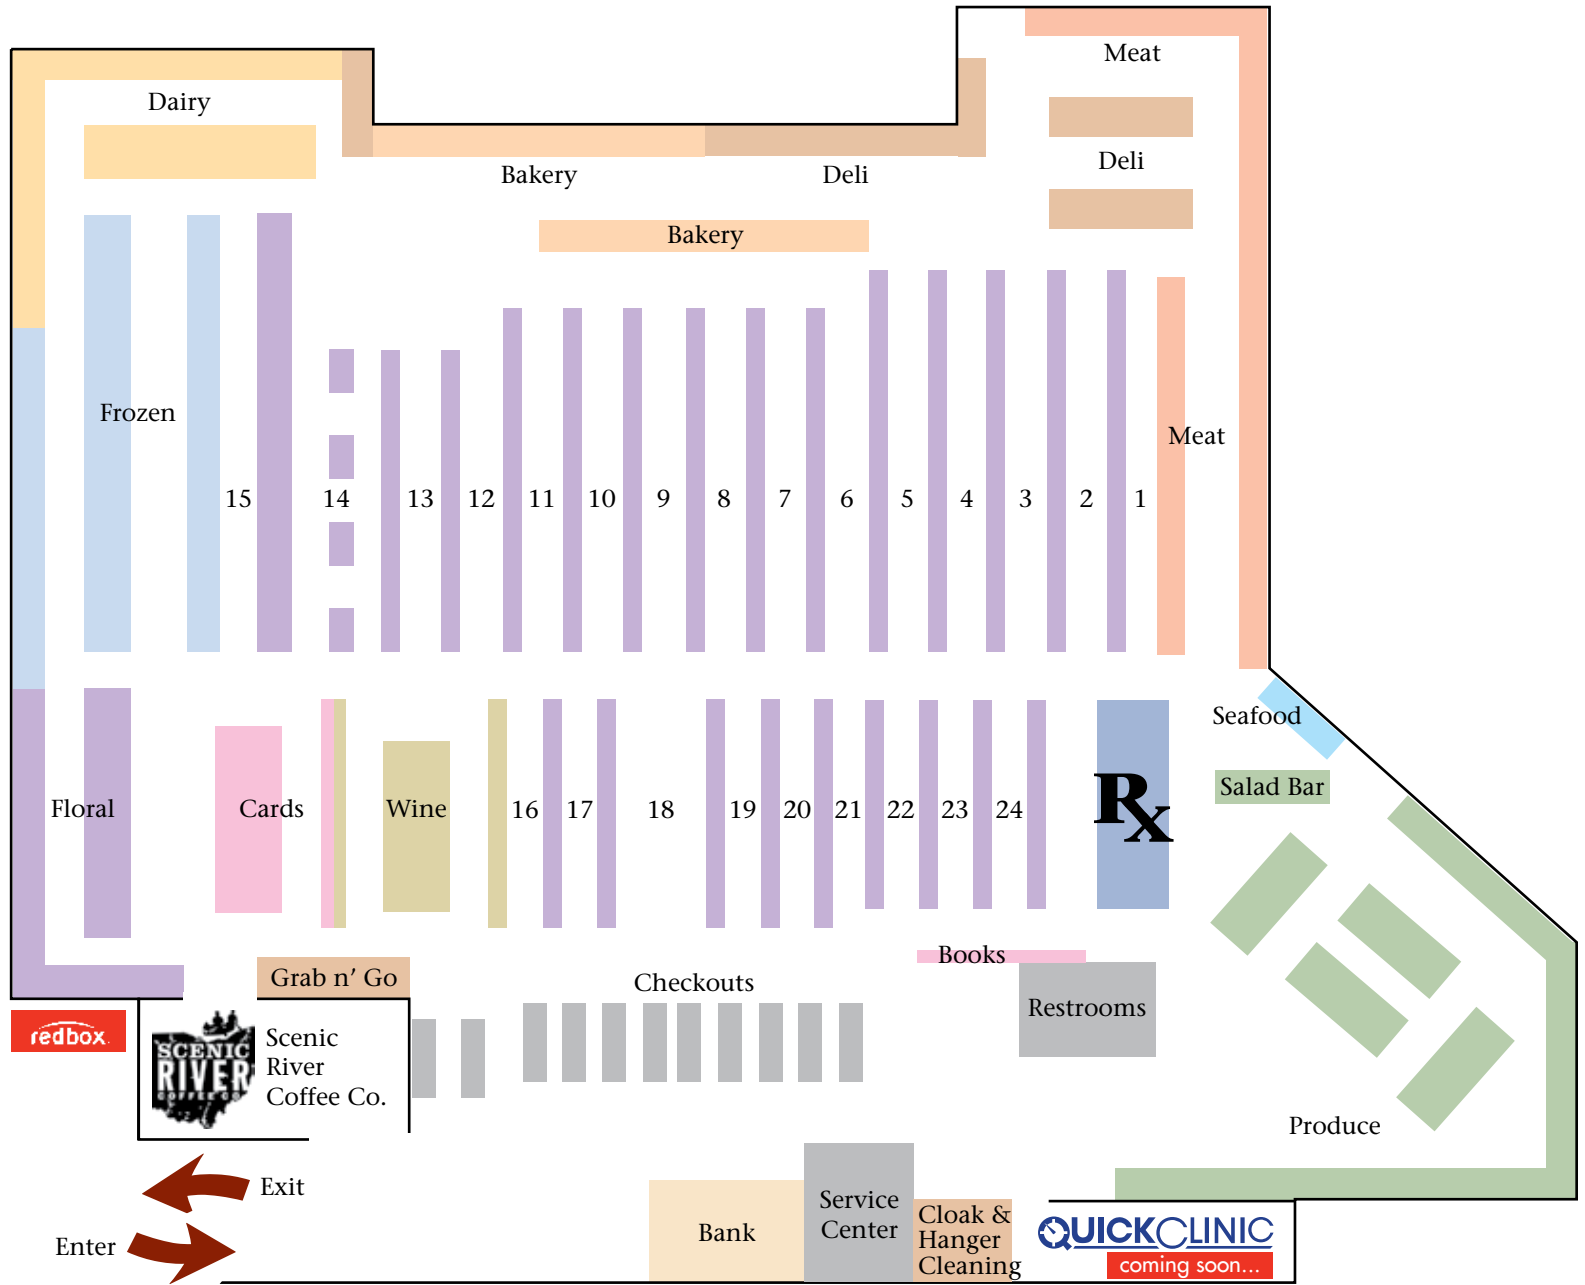 Meat
Dairy
Deli
Bakery
Deli
Bakery
Frozen
Meat
15
14
13
12
11
10
9
8
7
6
5
4
3
2
1
Seafood
Salad Bar
Floral
Cards
Wine
16
17
18
19
20
21
22
23
24
Rx
Books
Grab n’ Go
Checkouts
Restrooms
redbox.
SCENIC
RIVER
COFFEE CO.
Scenic
River
Coffee Co.
Produce
Exit
Enter
Bank
Service
Center
Cloak &
Hanger
Cleaning
QUICKCLINIC
coming soon...